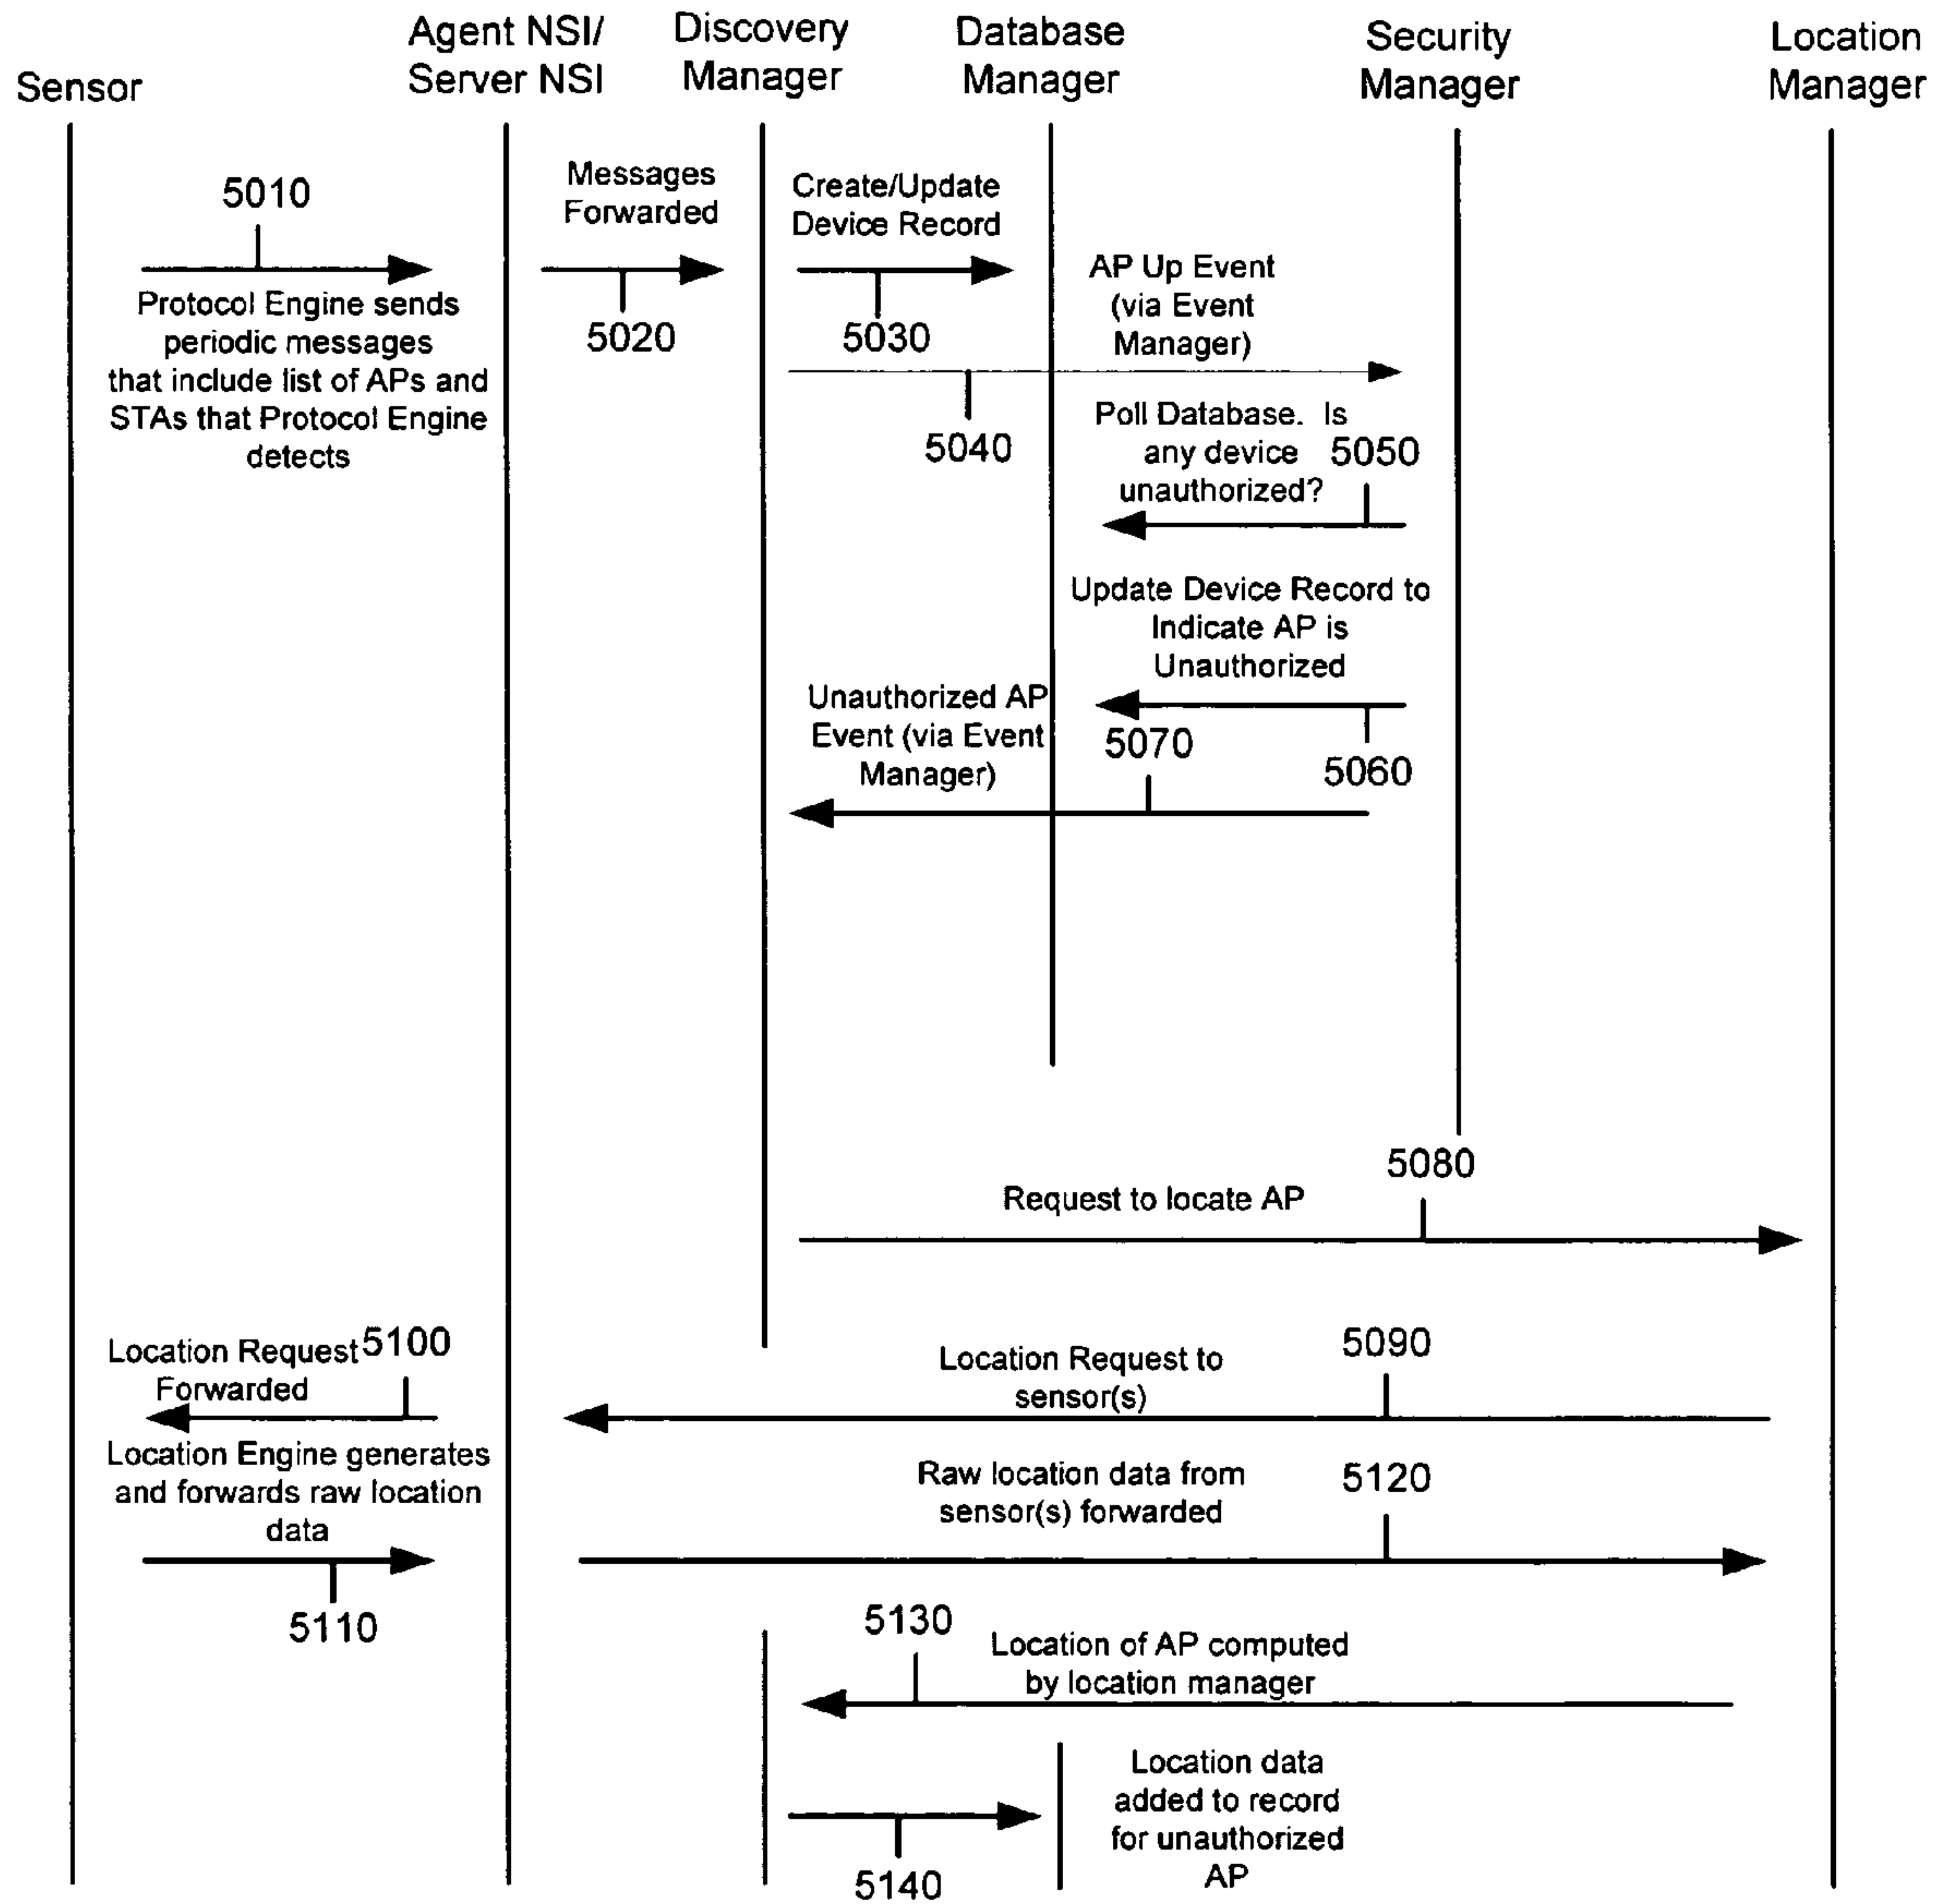 Sensor
Agent NSI/
Server NSI
Discovery
Manager
Database
Manager
Security
Manager
Location
Manager
5010
Protocol Engine sends
periodic messages
that include list of APs and
STAs that Protocol Engine
detects
Messages
Forwarded
5020
Create/Update
Device Record
5030
AP Up Event
(via Event
Manager)
5040
Poll Database. Is
any device
unauthorized?
5050
Update Device Record to
Indicate AP is
Unauthorized
5060
Unauthorized AP
Event (via Event
Manager)
5070
5080
Request to locate AP
5090
Location Request to
sensor(s)
Location Request
Forwarded
5100
Location Engine generates
and forwards raw location
data
5110
Raw location data from
sensor(s) forwarded
5120
5130
Location of AP computed
by location manager
Location data
added to record
for unauthorized
AP
5140